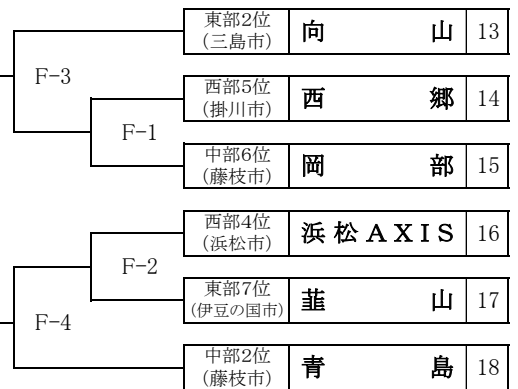 東部2位
(三島市)
向山 13
F-3
西部5位
(掛川市)
西郷 14
F-1
中部6位
(藤枝市)
岡部 15
西部4位
(浜松市)
浜松AXIS 16
F-2
東部7位
(伊豆の国市)
韮山 17
F-4
中部2位
(藤枝市)
青島 18